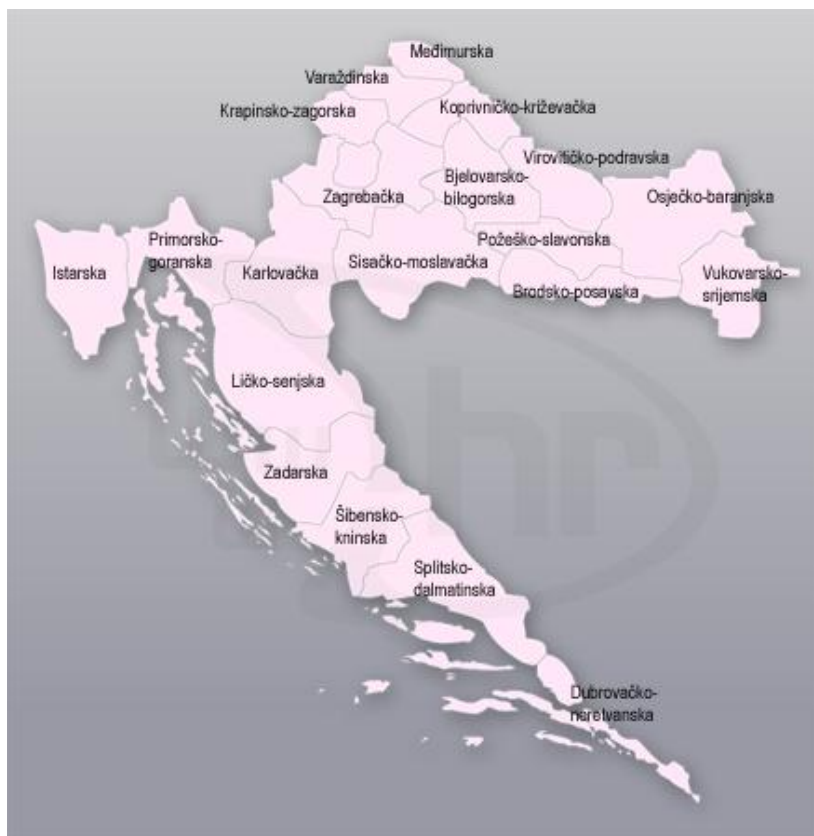 Međimurska
Varaždinska
Krapinsko-zagorska
Koprivničko-križevačka
Virovitičko-podravska
Bjelovarsko-
bilogorska
Zagrebačka
Osječko-baranjska
Primorsko-
goranska
Požeško-slavonska
Istarska
Karlovačka
Sisačko-moslavačka
Vukovarsko-
srijemska
Brodsko-posavska
Ličko-senjska
Zadarska
Šibensko-
kninska
Splitsko-
dalmatinska
Dubrovačko-
neretvanska
hr